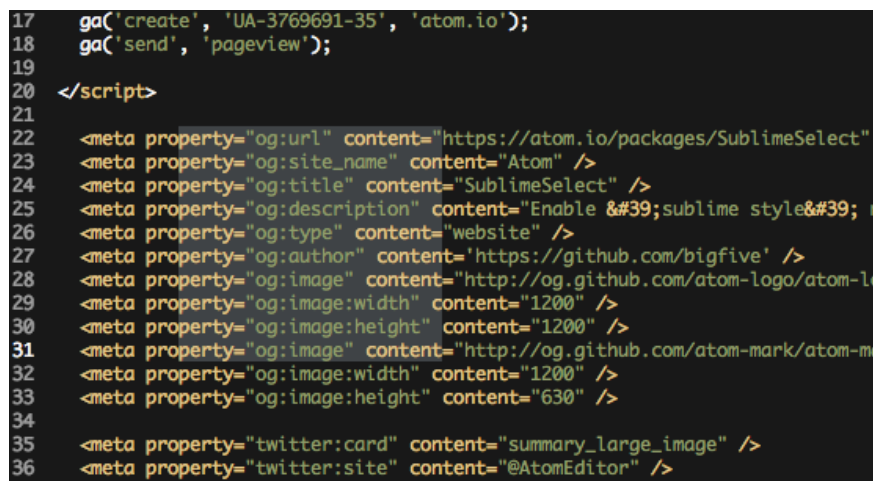 17 ga('create', 'UA-3769691-35', 'atom.io');
18 ga('send', 'pageview');
19
20 </script>
21
22 <meta property="og:url" content="https://atom.io/packages/SublimeSelect"
23 <meta property="og:site_name" content="Atom" />
24 <meta property="og:title" content="SublimeSelect" />
25 <meta property="og:description" content="Enable &#39;sublime style&#39;
26 <meta property="og:type" content="website" />
27 <meta property="og:author" content='https://github.com/bigfive' />
28 <meta property="og:image" content="http://og.github.com/atom-logo/atom-l
29 <meta property="og:image:width" content="1200" />
30 <meta property="og:image:height" content="1200" />
31 <meta property="og:image" content="http://og.github.com/atom-mark/atom-m
32 <meta property="og:image:width" content="1200" />
33 <meta property="og:image:height" content="630" />
34
35 <meta property="twitter:card" content="summary_large_image" />
36 <meta property="twitter:site" content="@AtomEditor" />